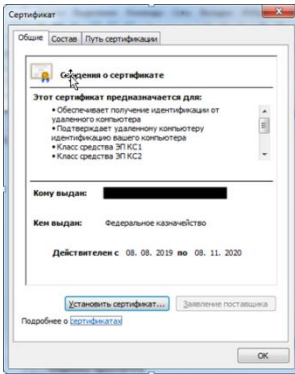 Сертификат
Общие Состав Путь сертификации
Сведения о сертификате
Этот сертификат предназначается для:
• Обеспечивает получение идентификации от
удаленного компьютера
• Подтверждает удаленному компьютеру
идентификацию вашего компьютера
• Класс средства ЭП КС1
• Класс средства ЭП КС2
Кому выдан:
Кем выдан: Федеральное казначейство
Действителен с 08. 08. 2019 по 08. 11. 2020
Установить сертификат... Заявление поставщика
Подробнее о сертификатах
ОК